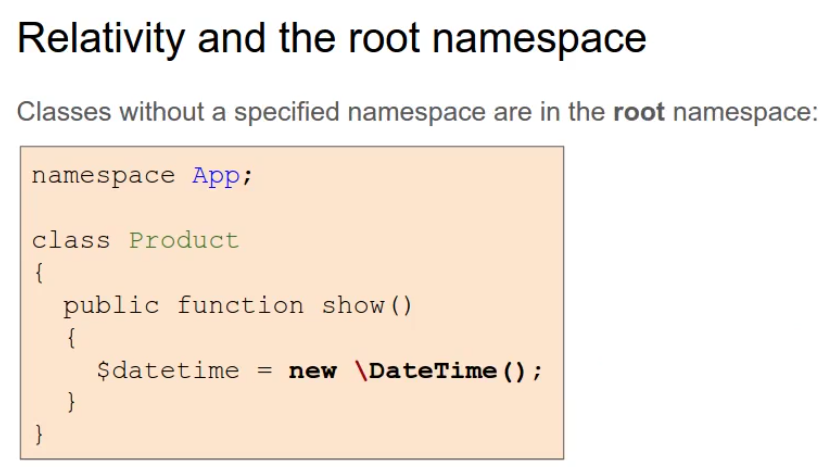 Relativity and the root namespace
Classes without a specified namespace are in the root namespace:
namespace App;
class Product
{
public function show()
{
$datetime = new \DateTime();
}
}